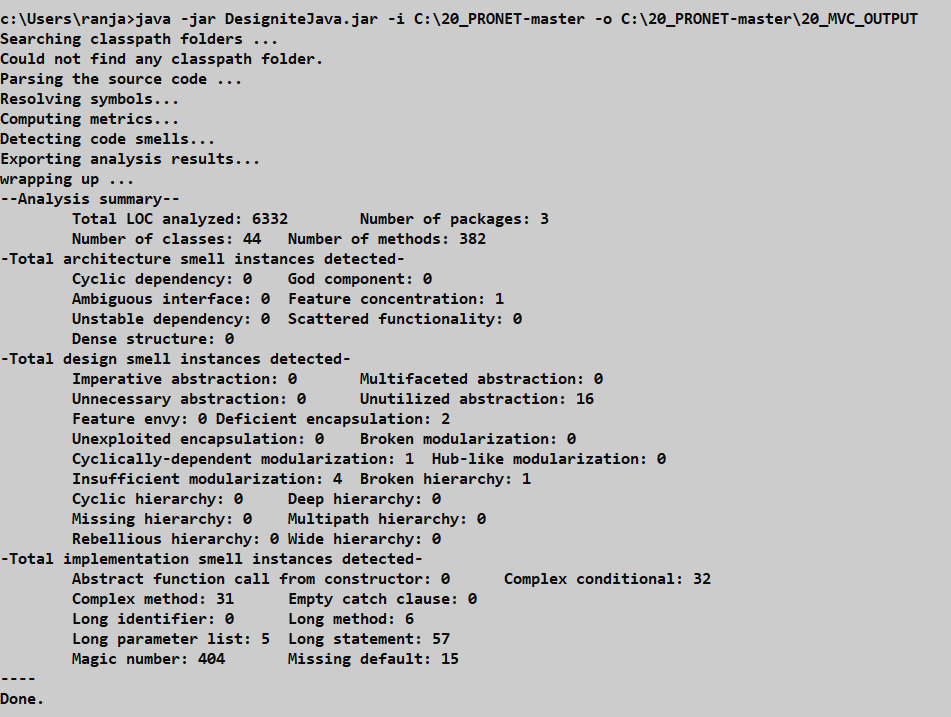 c:\Users\ranja>java -jar DesigniteJava.jar -i C:\20_PRONET-master -o C:\20_PRONET-master\20_MVC_OUTPUT
Searching classpath folders ...
Could not find any classpath folder.
Parsing the source code ...
Resolving symbols...
Computing metrics...
Detecting code smells...
Exporting analysis results...
wrapping up ...
--Analysis summary--
Total LOC analyzed: 6332 Number of packages: 3
Number of classes: 44 Number of methods: 382
-Total architecture smell instances detected-
Cyclic dependency: 0 God component: 0
Ambiguous interface: 0 Feature concentration: 1
Unstable dependency: 0 Scattered functionality: 0
Dense structure: 0
-Total design smell instances detected-
Imperative abstraction: 0 Multifaceted abstraction: 0
Unnecessary abstraction: 0 Unutilized abstraction: 16
Feature envy: 0 Deficient encapsulation: 2
Unexploited encapsulation: 0 Broken modularization: 0
Cyclically-dependent modularization: 1 Hub-like modularization: 0
Insufficient modularization: 4 Broken hierarchy: 1
Cyclic hierarchy: 0 Deep hierarchy: 0
Missing hierarchy: 0 Multipath hierarchy: 0
Rebellious hierarchy: 0 Wide hierarchy: 0
-Total implementation smell instances detected-
Abstract function call from constructor: 0 Complex conditional: 32
Complex method: 31 Empty catch clause: 0
Long identifier: 0 Long method: 6
Long parameter list: 5 Long statement: 57
Magic number: 404 Missing default: 15
----
Done.